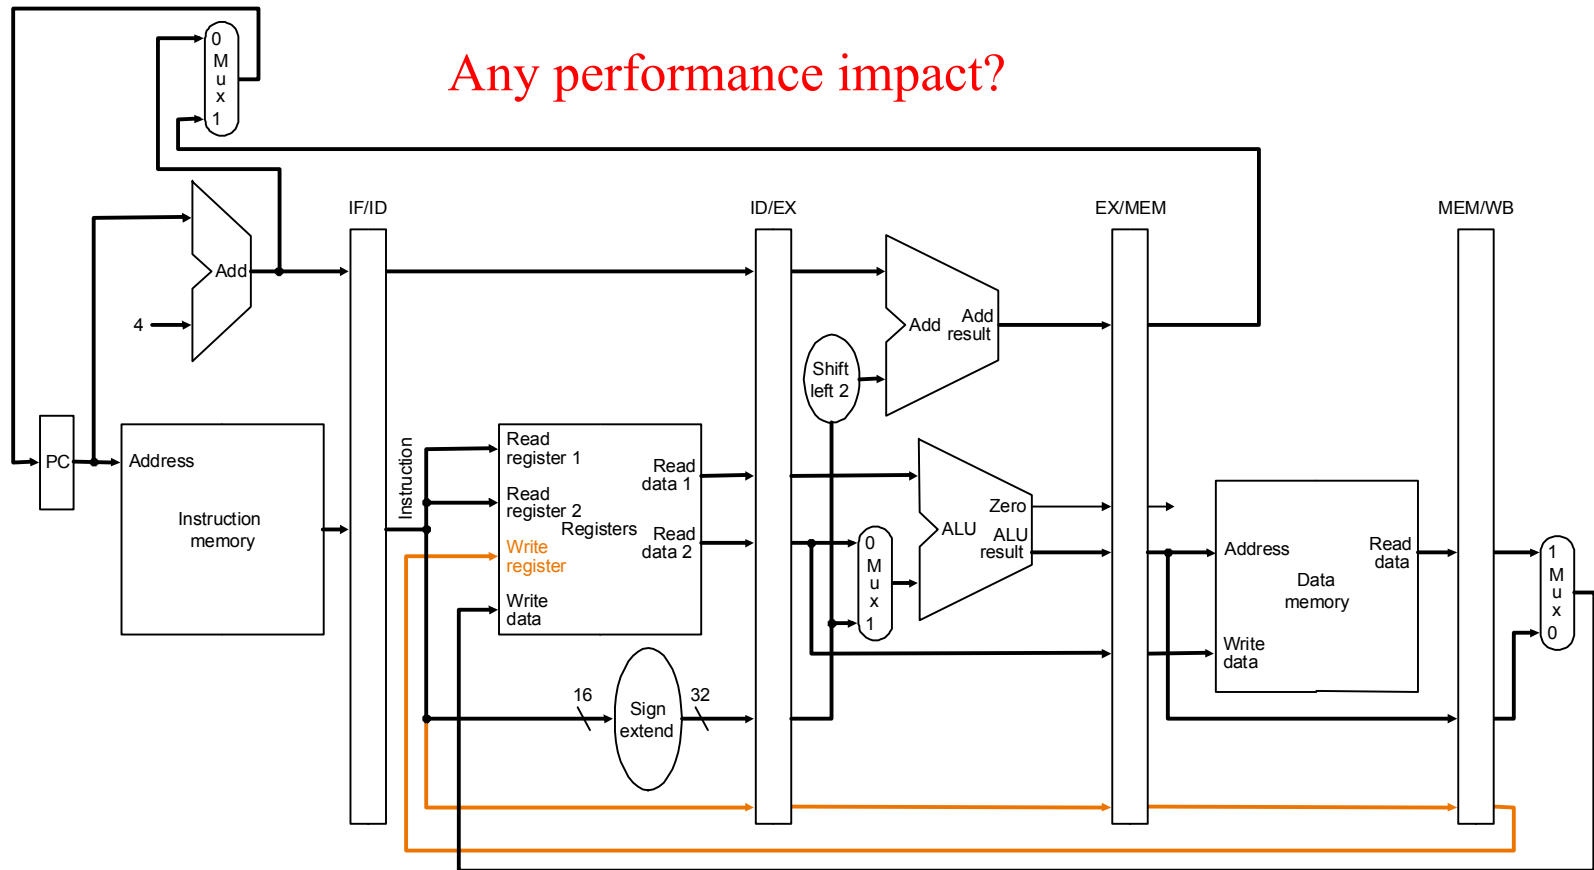 Any performance impact?
0
M
u
x
1
IF/ID
ID/EX
EX/MEM
MEM/WB
Add
4
Add
Add
result
Shift
left 2
PC
Address
Instruction
memory
Instruction
Read
register 1
Read
register 2
Write
register
Write
data
Registers
Read
data 1
Read
data 2
0
M
u
x
1
Zero
ALU
ALU
result
Address
Read
data
Data
memory
Write
data
1
M
u
x
0
16
Sign
extend
32